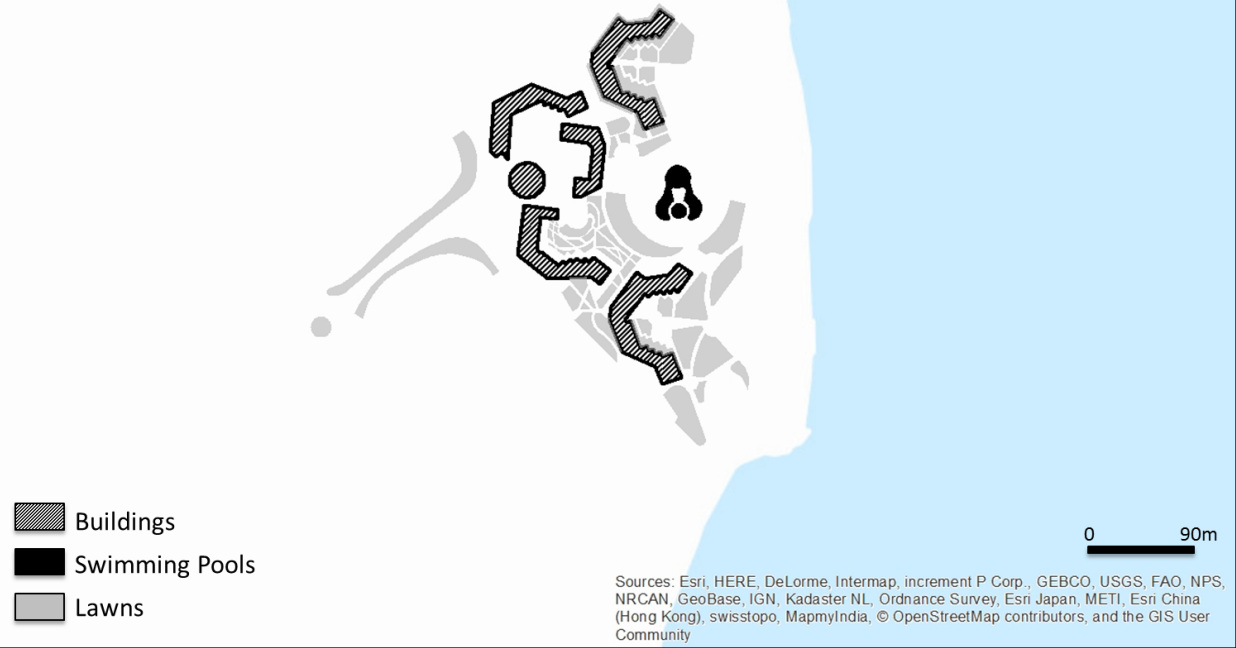 Buildings
Swimming Pools
Lawns
0 90m
Sources: Esri, HERE, DeLorme, Intermap, increment P Corp., GEBCO, USGS, FAO, NPS,
NRCAN, GeoBase, IGN, Kadaster NL, Ordnance Survey, Esri Japan, METI, Esri China
(Hong Kong), swisstopo, MapmyIndia, © OpenStreetMap contributors, and the GIS User
Community